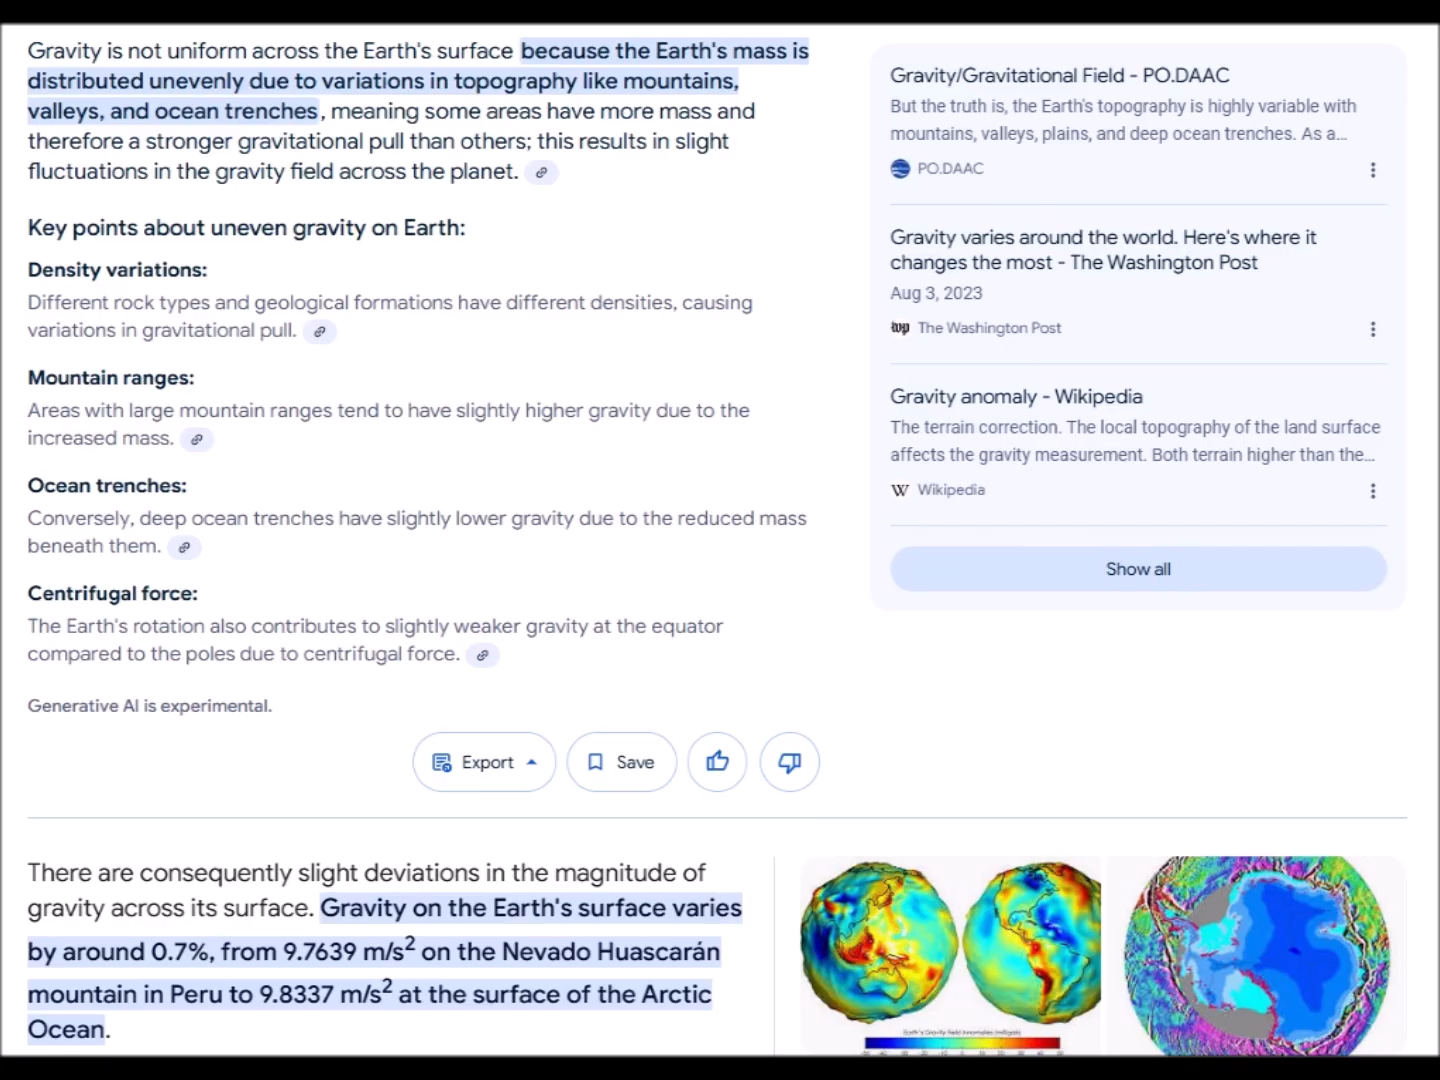 Gravity is not uniform across the Earth's surface because the Earth's mass is
distributed unevenly due to variations in topography like mountains,
valleys, and ocean trenches, meaning some areas have more mass and
therefore a stronger gravitational pull than others; this results in slight
fluctuations in the gravity field across the planet.
Key points about uneven gravity on Earth:
Density variations:
Different rock types and geological formations have different densities, causing
variations in gravitational pull.
Mountain ranges:
Areas with large mountain ranges tend to have slightly higher gravity due to the
increased mass.
Ocean trenches:
Conversely, deep ocean trenches have slightly lower gravity due to the reduced mass
beneath them.
Centrifugal force:
The Earth's rotation also contributes to slightly weaker gravity at the equator
compared to the poles due to centrifugal force.
Generative AI is experimental.
Export
Save
Gravity/Gravitational Field - PO.DAAC
But the truth is, the Earth's topography is highly variable with
mountains, valleys, plains, and deep ocean trenches. As a...
PO.DAAC
Gravity varies around the world. Here's where it
changes the most - The Washington Post
Aug 3, 2023
wp The Washington Post
Gravity anomaly - Wikipedia
The terrain correction. The local topography of the land surface
affects the gravity measurement. Both terrain higher than the...
W Wikipedia
Show all
There are consequently slight deviations in the magnitude of
gravity across its surface. Gravity on the Earth's surface varies
by around 0.7%, from 9.7639 m/s² on the Nevado Huascarán
mountain in Peru to 9.8337 m/s² at the surface of the Arctic
Ocean.
Earth's Gravity Field Anomalies (milligals)